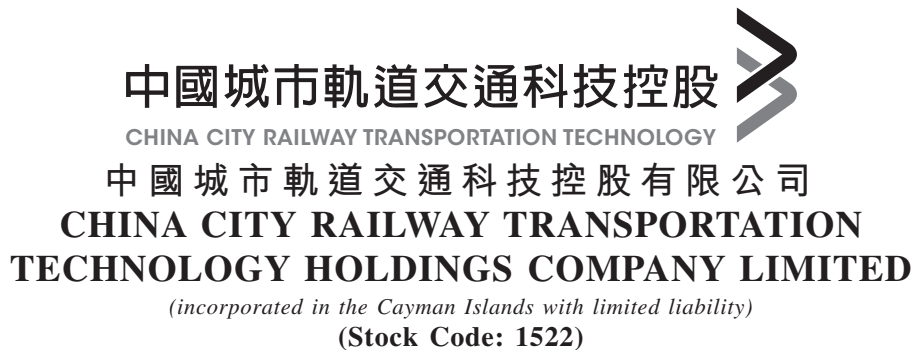 中國城市軌道交通科技控股
CHINA CITY RAILWAY TRANSPORTATION TECHNOLOGY
中國城市軌道交通科技控股有限公司
CHINA CITY RAILWAY TRANSPORTATION
TECHNOLOGY HOLDINGS COMPANY LIMITED
(incorporated in the Cayman Islands with limited liability)
(Stock Code: 1522)